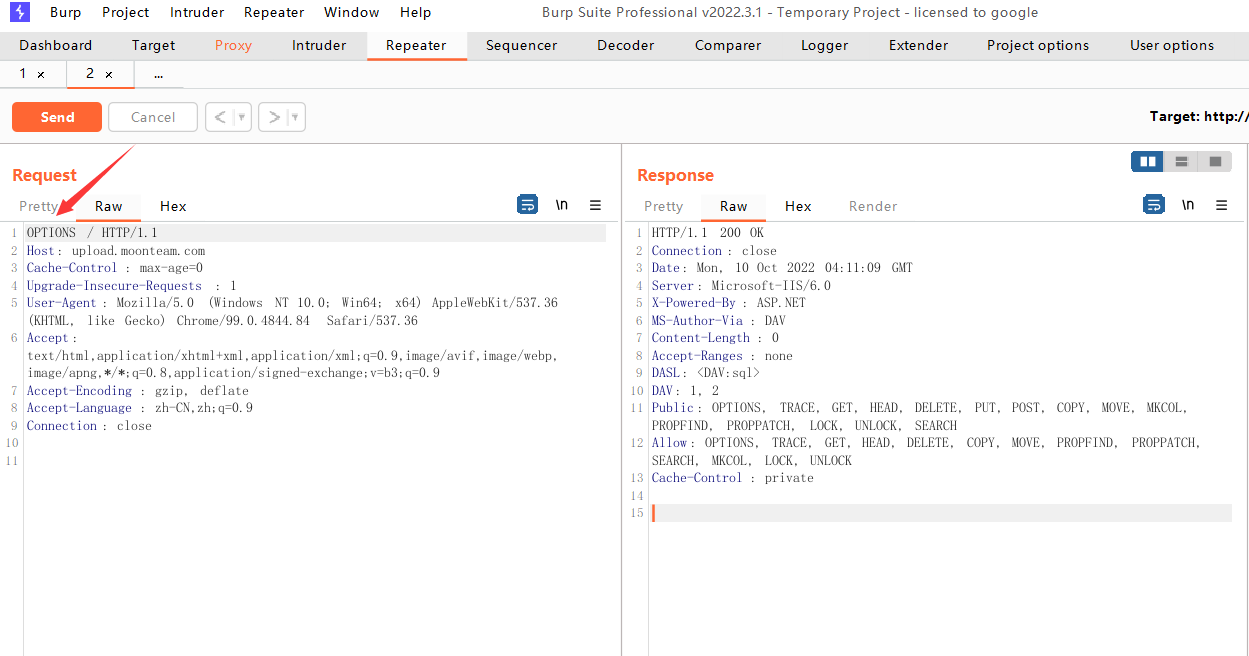 Burp Project Intruder Repeater Window Help Burp Suite Professional v2022.3.1 - Temporary Project - licensed to google
Dashboard Target Proxy Intruder Repeater Sequencer Decoder Comparer Logger Extender Project options User options
1 × 2 × ...
Send Cancel < > Target: http://
Request
Pretty Raw Hex \n
1 OPTIONS / HTTP/1.1
2 Host: upload.moonteam.com
3 Cache-Control : max-age=0
4 Upgrade-Insecure-Requests : 1
5 User-Agent : Mozilla/5.0 (Windows NT 10.0; Win64; x64) AppleWebKit/537.36
(KHTML, like Gecko) Chrome/99.0.4844.84 Safari/537.36
6 Accept :
text/html,application/xhtml+xml,application/xml;q=0.9,image/avif,image/webp,
image/apng,*/*;q=0.8,application/signed-exchange;v=b3;q=0.9
7 Accept-Encoding : gzip, deflate
8 Accept-Language : zh-CN,zh;q=0.9
9 Connection : close
10
11
Response
Pretty Raw Hex Render \n
1 HTTP/1.1 200 OK
2 Connection : close
3 Date: Mon, 10 Oct 2022 04:11:09 GMT
4 Server: Microsoft-IIS/6.0
5 X-Powered-By : ASP.NET
6 MS-Author-Via : DAV
7 Content-Length : 0
8 Accept-Ranges : none
9 DASL: <DAV:sql>
10 DAV: 1, 2
11 Public: OPTIONS, TRACE, GET, HEAD, DELETE, PUT, POST, COPY, MOVE, MKCOL,
PROPFIND, PROPPATCH, LOCK, UNLOCK, SEARCH
12 Allow: OPTIONS, TRACE, GET, HEAD, DELETE, COPY, MOVE, PROPFIND, PROPPATCH,
SEARCH, MKCOL, LOCK, UNLOCK
13 Cache-Control : private
14
15